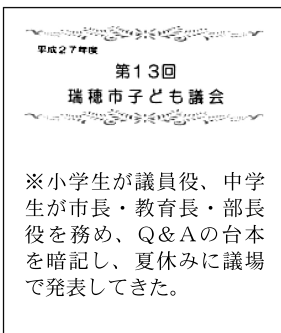 平成27年度
第13回
瑞穂市子ども議会
※小学生が議員役、中学
生が市長・教育長・部長
役を務め、Q&Aの台本
を暗記し、夏休みに議場
で発表してきた。